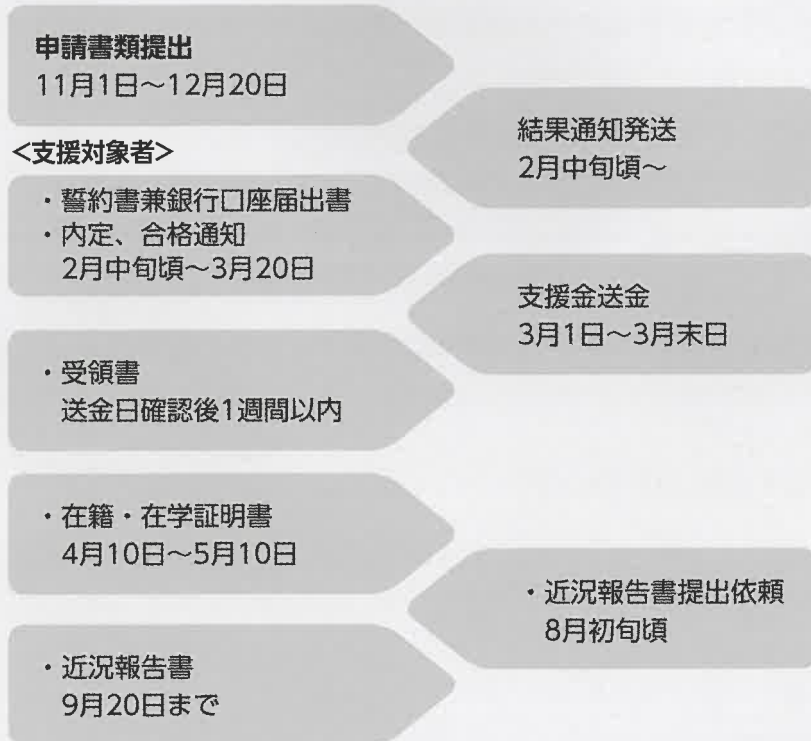 申請書類提出
11月1日～12月20日
結果通知発送
2月中旬頃～
<支援対象者>
・誓約書兼銀行口座届出書
・内定、合格通知
2月中旬頃～3月20日
支援金送金
3月1日～3月末日
・受領書
送金日確認後1週間以内
・在籍・在学証明書
4月10日～5月10日
・近況報告書提出依頼
8月初旬頃
・近況報告書
9月20日まで